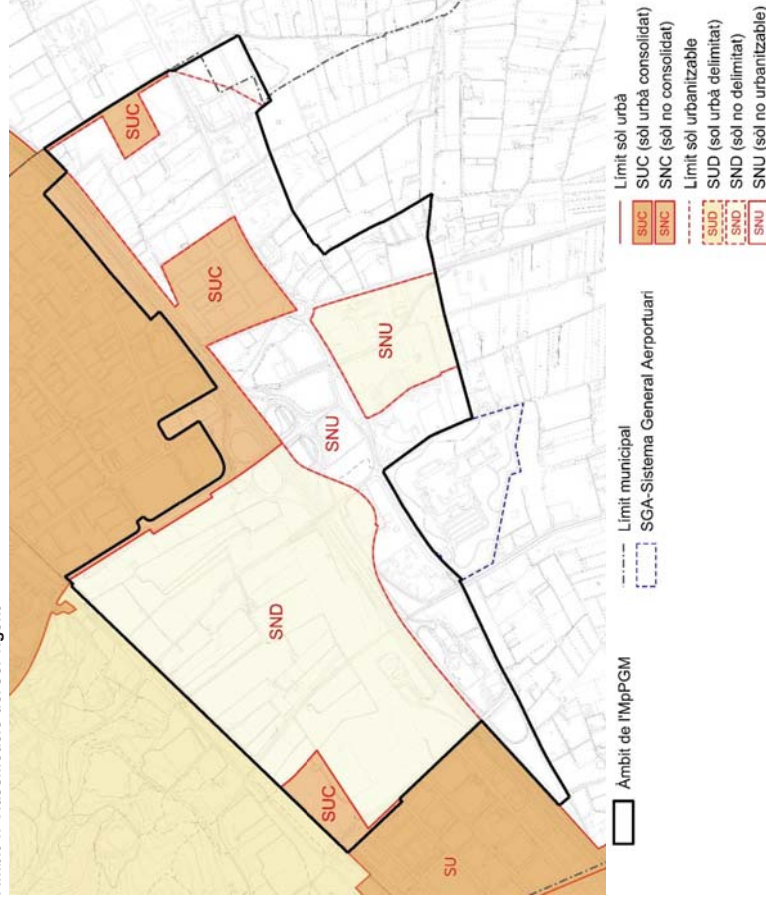 SUC
SND
SU
SNU
SUC
SNU
SUC
Àmbit de l'MpPGM
Límit municipal
SGA-Sistema General Aerportuari
Límit sòl urbà
SUC SUC (sòl urbà consolidat)
SNC SNC (sòl no consolidat)
Límit sòl urbanitzable
SUD SUD (sol urbà delimitat)
SND SND (sòl no delimitat)
SNU SNU (sòl no urbanitzable)